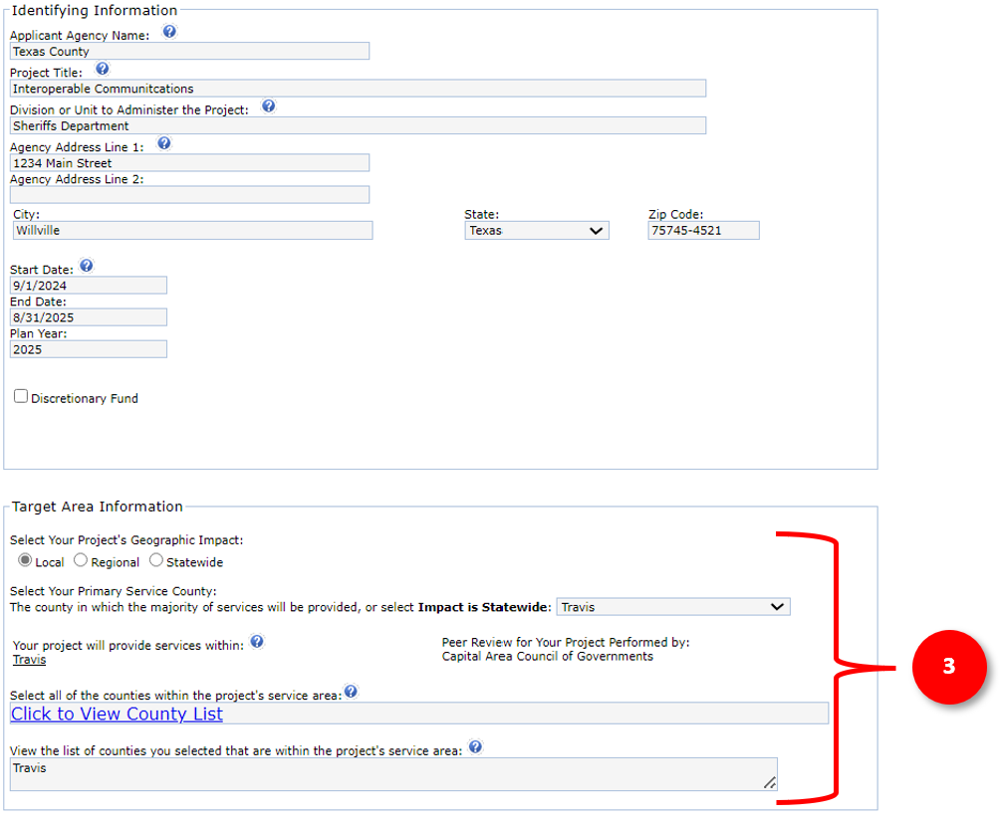 Identifying Information
Applicant Agency Name:
Texas County
Project Title:
Interoperable Communitcations
Division or Unit to Administer the Project:
Sheriffs Department
Agency Address Line 1:
1234 Main Street
Agency Address Line 2:
City: State: Zip Code:
Willville Texas 75745-4521
Start Date:
9/1/2024
End Date:
8/31/2025
Plan Year:
2025
Discretionary Fund
Target Area Information
Select Your Project's Geographic Impact:
Local Regional Statewide
Select Your Primary Service County:
The county in which the majority of services will be provided, or select Impact is Statewide: Travis
Your project will provide services within:
Travis
Peer Review for Your Project Performed by:
Capital Area Council of Governments
Select all of the counties within the project's service area:
Click to View County List
View the list of counties you selected that are within the project's service area:
Travis
3